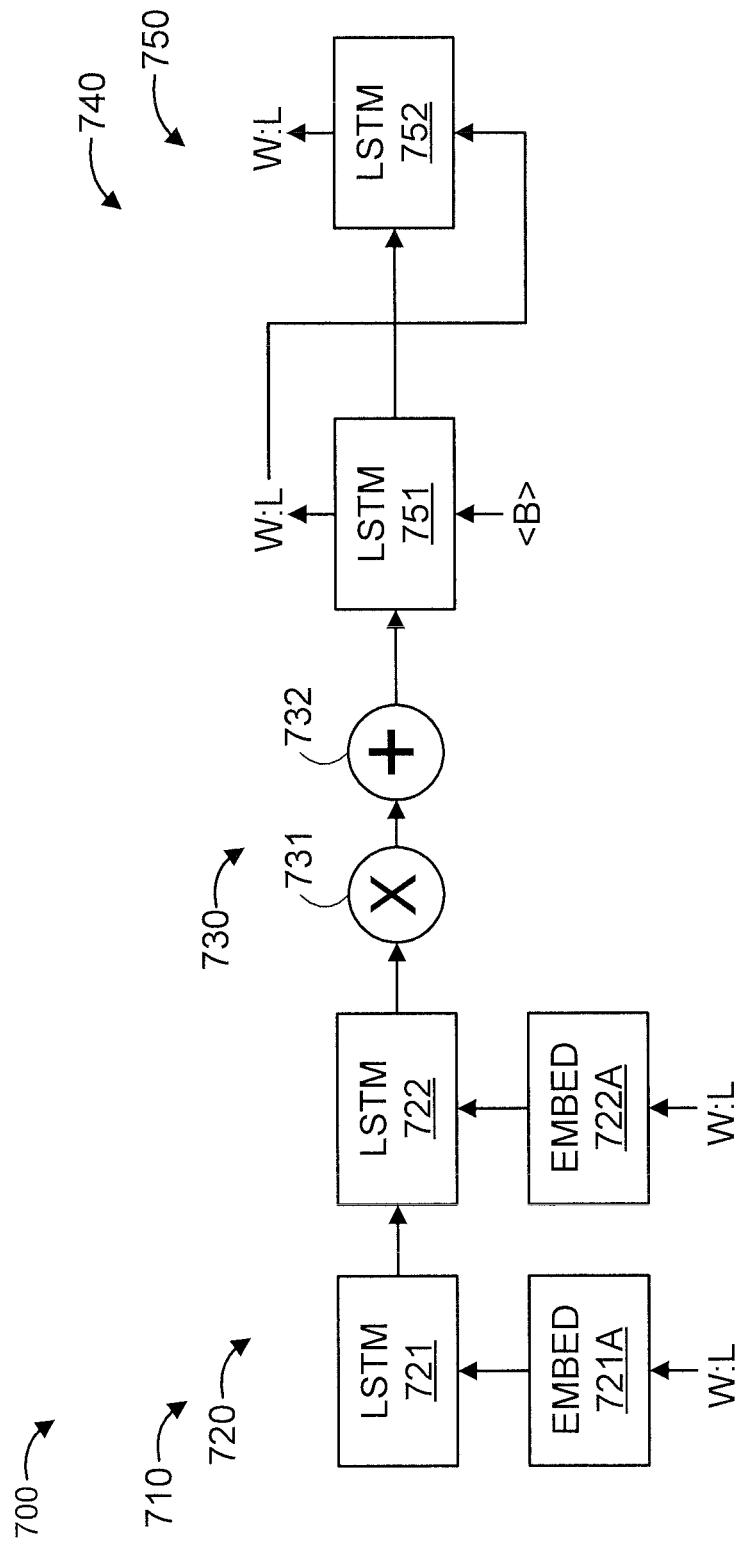 700
710
720
730
740
750
W:L
W:L
731
732
LSTM
721
LSTM
722
X
+
LSTM
751
LSTM
752
EMBED
721A
EMBED
722A
<B>
W:L
W:L